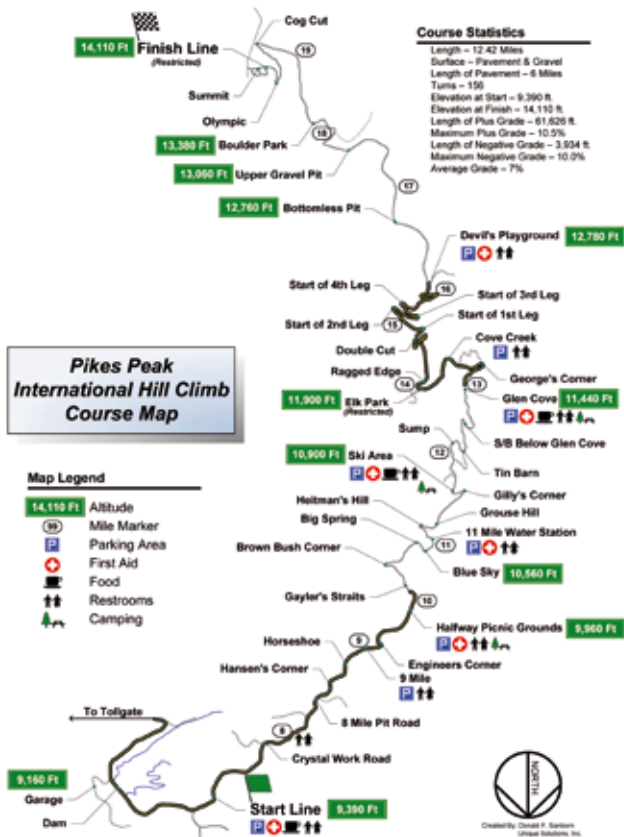 Cog Cut
14,110 Ft Finish Line
(Restricted)
19
Summit
Olympic
Course Statistics
Length – 12.42 Miles
Surface – Pavement & Gravel
Length of Pavement – 6 Miles
Turns – 156
Elevation at Start – 9,390 ft.
Elevation at Finish – 14,110 ft.
Length of Plus Grade – 61,626 ft.
Maximum Plus Grade – 10.5%
Length of Negative Grade – 3,934 ft.
Maximum Negative Grade – 10.0%
Average Grade – 7%
18
13,380 Ft Boulder Park
13,060 Ft Upper Gravel Pit
17
12,760 Ft Bottomless Pit
Devil's Playground 12,780 Ft
P
Start of 4th Leg
16
Start of 3rd Leg
Start of 2nd Leg
15
Start of 1st Leg
Double Cut
Cove Creek
P
Ragged Edge
14
13
George's Corner
11,900 Ft Elk Park
(Restricted)
Glen Cove 11,440 Ft
P
Pikes Peak
International Hill Climb
Course Map
Sump
12
S/B Below Glen Cove
10,900 Ft Ski Area
P
Tin Barn
Gilly's Corner
Heitman's Hill
Grouse Hill
Big Spring
11
11 Mile Water Station
P
Brown Bush Corner
Blue Sky 10,560 Ft
Gayler's Straits
10
Halfway Picnic Grounds 9,960 Ft
P
Map Legend
14,110 Ft Altitude
99 Mile Marker
P Parking Area
First Aid
Food
Restrooms
Camping
Horseshoe
9
Engineers Corner
Hansen's Corner
9 Mile
P
8 Mile Pit Road
To Tollgate
8
Crystal Work Road
9,160 Ft
Garage
Dam
Start Line 9,390 Ft
P
NORTH
Created By: Donald R. Sanborn
Unique Solutions, Inc.